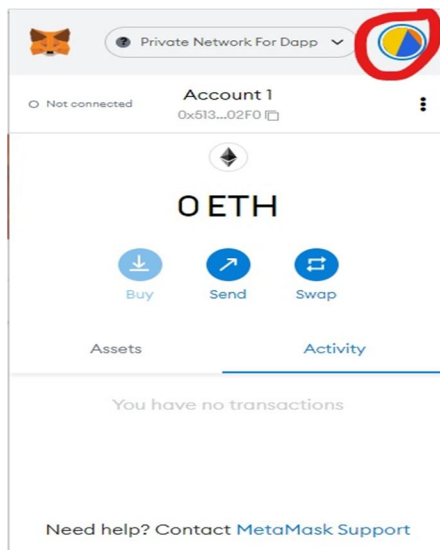 Private Network For Dapp
Not connected
Account 1
0x513...02F0
0 ETH
Buy
Send
Swap
Assets
Activity
You have no transactions
Need help? Contact MetaMask Support